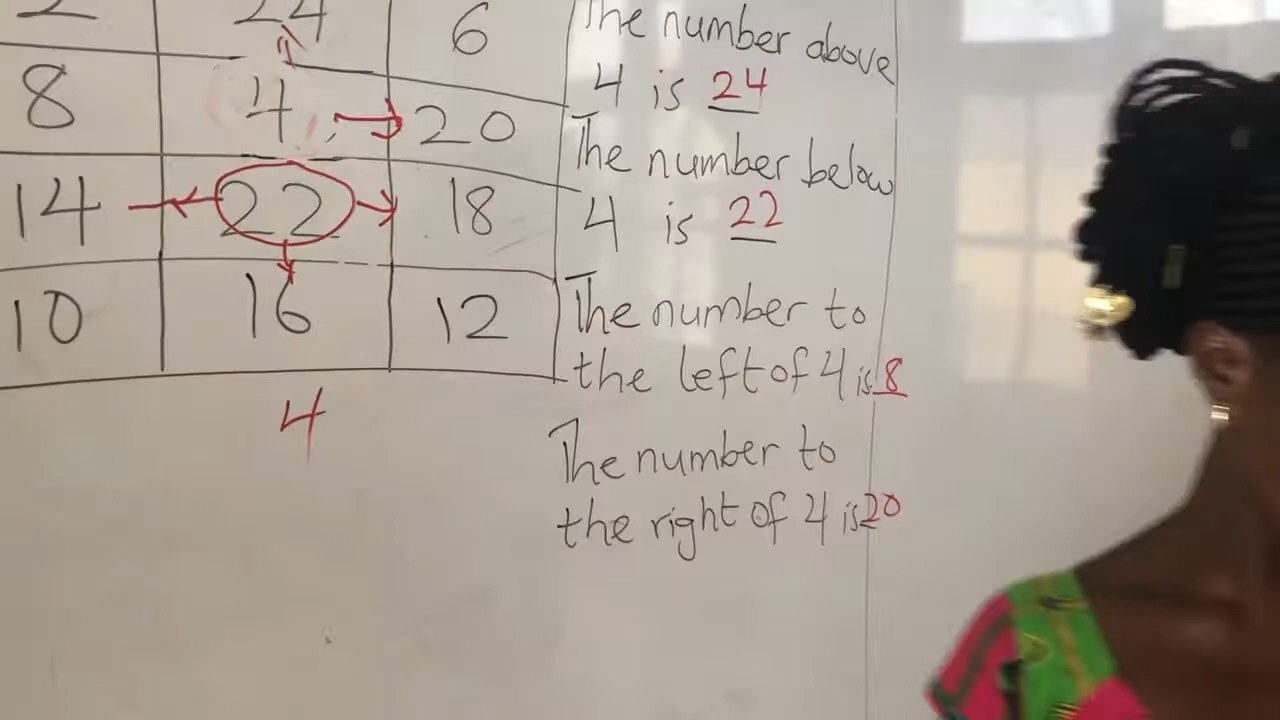 2 24 6
8 4 20
14 22 18
10 16 12
4
The number above
4 is 24
The number below
4 is 22
The number to
the left of 4 is 8
The number to
the right of 4 is 20